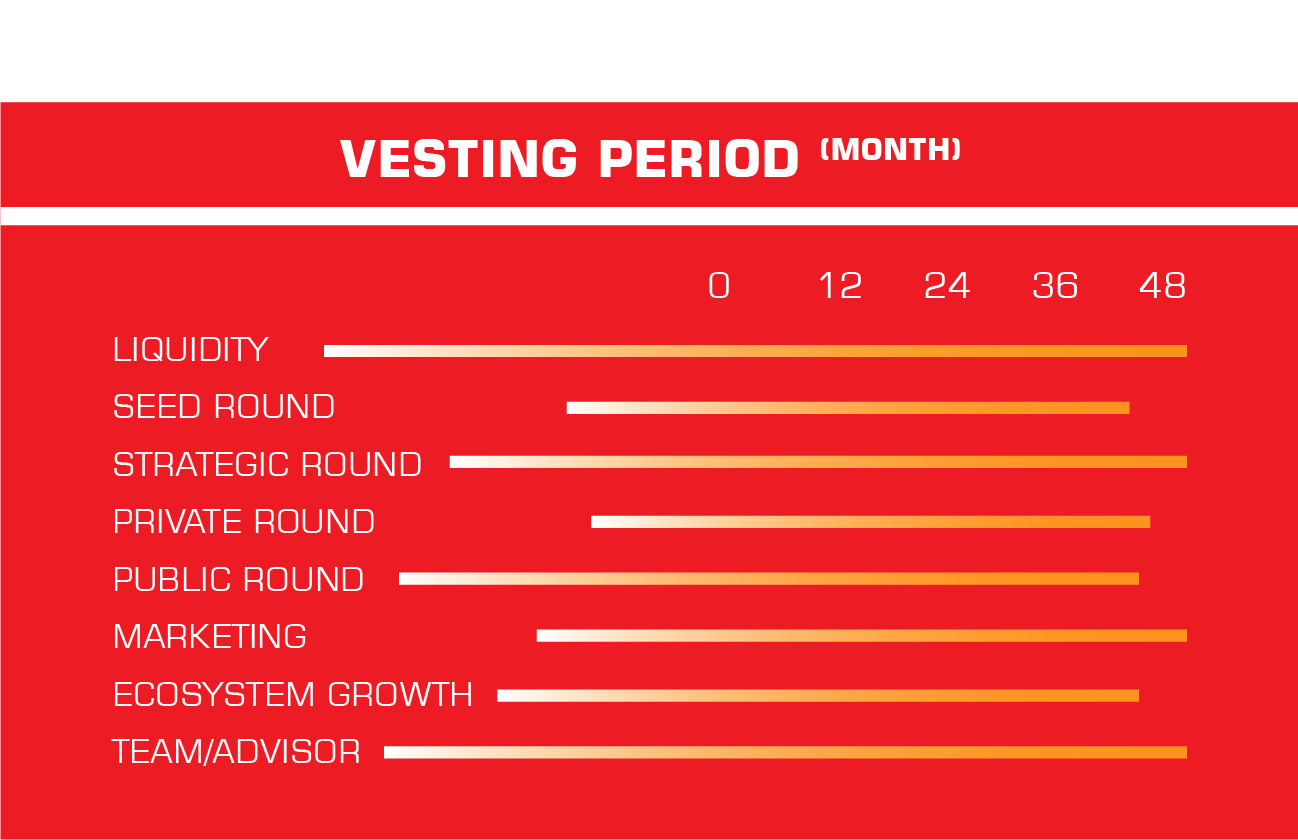 VESTING PERIOD (MONTH)
0 12 24 36 48
LIQUIDITY
SEED ROUND
STRATEGIC ROUND
PRIVATE ROUND
PUBLIC ROUND
MARKETING
ECOSYSTEM GROWTH
TEAM/ADVISOR